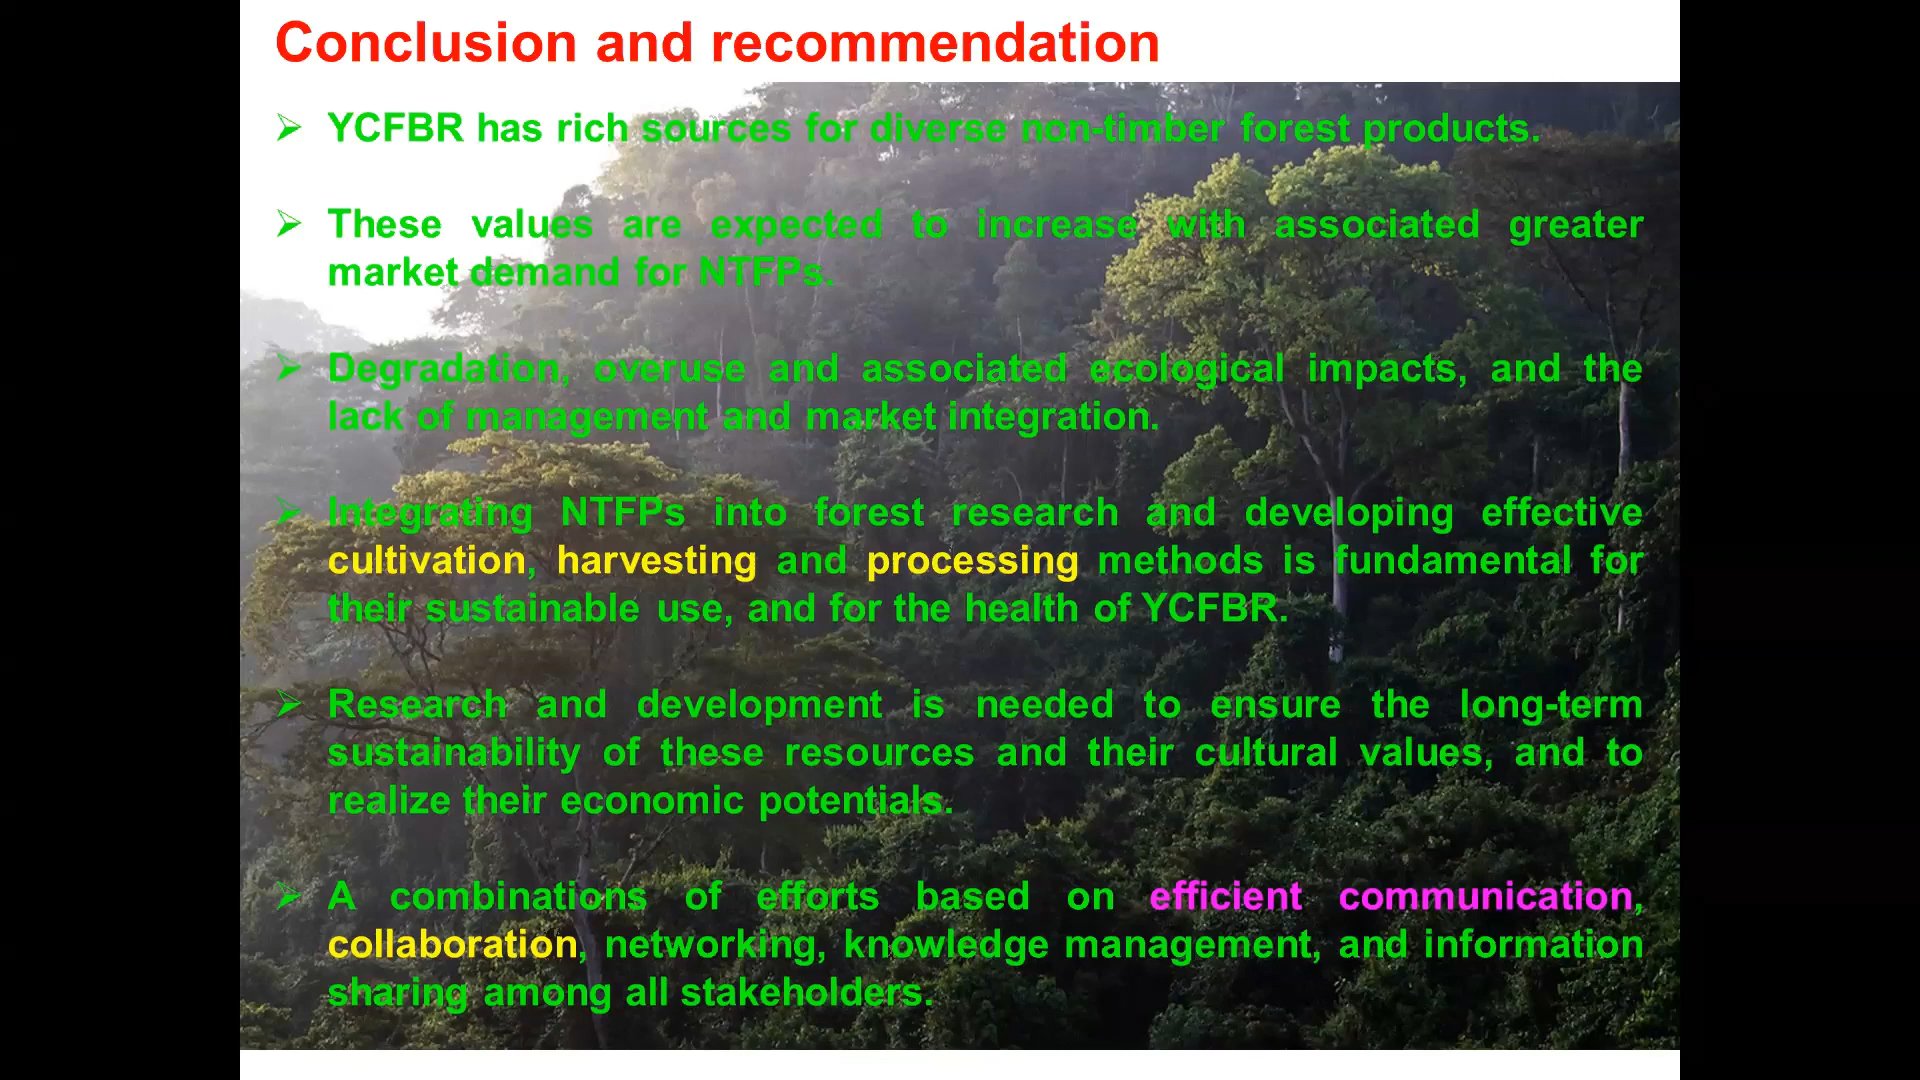 Conclusion and recommendation
➢ YCFBR has rich sources for diverse non-timber forest products.
➢ These values are expected to increase with associated greater
market demand for NTFPs.
➢ Degradation, overuse and associated ecological impacts, and the
lack of management and market integration.
➢ Integrating NTFPs into forest research and developing effective
cultivation, harvesting and processing methods is fundamental for
their sustainable use, and for the health of YCFBR.
➢ Research and development is needed to ensure the long-term
sustainability of these resources and their cultural values, and to
realize their economic potentials.
➢ A combinations of efforts based on efficient communication,
collaboration, networking, knowledge management, and information
sharing among all stakeholders.